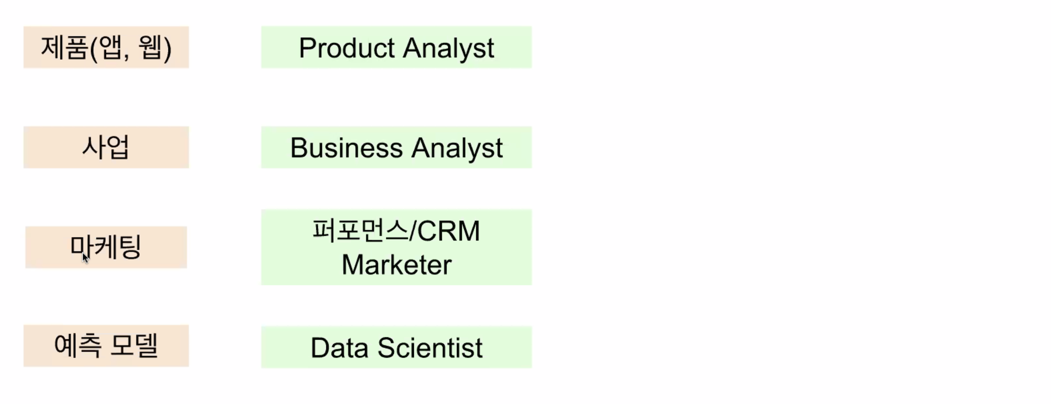 제품(앱, 웹)
Product Analyst
사업
Business Analyst
마케팅
퍼포먼스/CRM
Marketer
예측 모델
Data Scientist